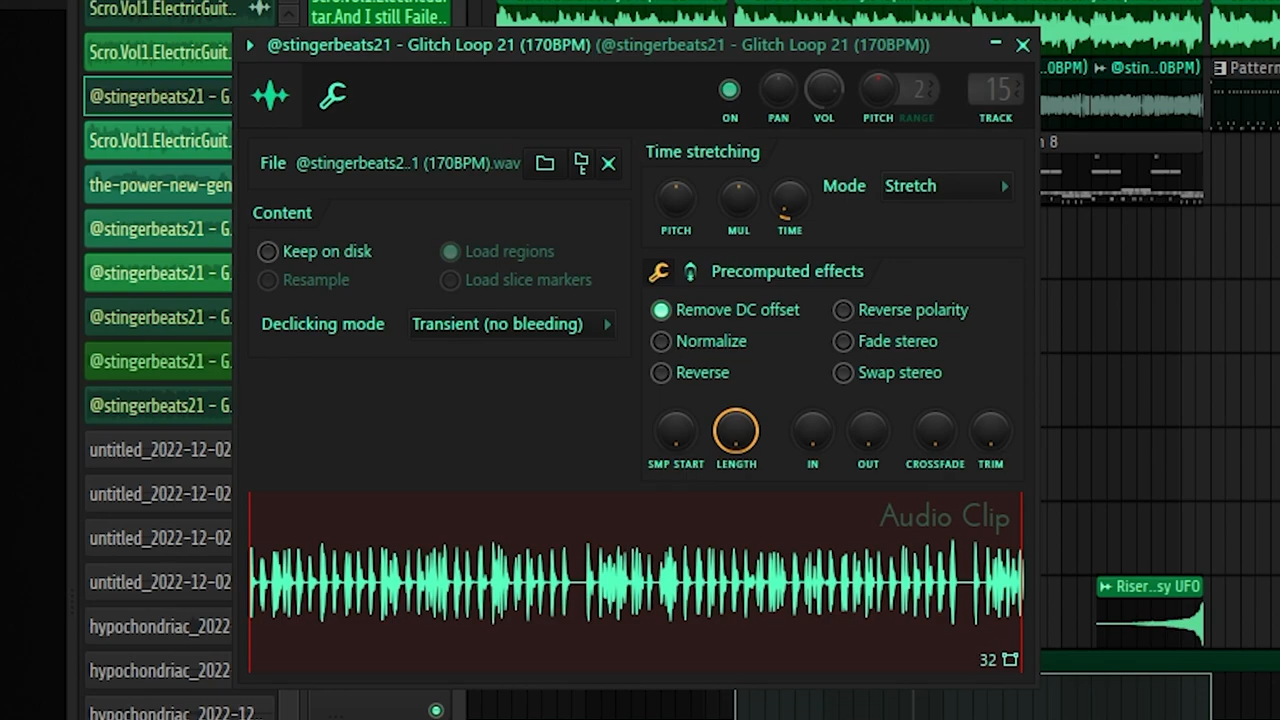 Scro.Vol1.ElectricGuit..
tar.And I still Faile..
Scro.Vol1.ElectricGuit.
@stingerbeats21 - G.
Scro.Vol1.ElectricGuit.
the-power-new-gen
@stingerbeats21 - G.
@stingerbeats21 - G.
@stingerbeats21 - G.
@stingerbeats21 - G.
@stingerbeats21 - G.
untitled_2022-12-02
untitled_2022-12-02
untitled_2022-12-02
untitled_2022-12-02
hypochondriac_2022
hypochondriac_2022
hypochondriac_2022-12..
@stingerbeats21 - Glitch Loop 21 (170BPM) (@stingerbeats21 - Glitch Loop 21 (170BPM))
ON PAN VOL PITCH RANGE 2 15 TRACK
File @stingerbeats2..1 (170BPM).wav
Content
Keep on disk Load regions
Resample Load slice markers
Declicking mode Transient (no bleeding)
Time stretching
Mode Stretch
PITCH MUL TIME
Precomputed effects
Remove DC offset Reverse polarity
Normalize Fade stereo
Reverse Swap stereo
SMP START LENGTH IN OUT CROSSFADE TRIM
Audio Clip
32
..0BPM) @stin..0BPM) Pattern
8
Riser..sy UFO